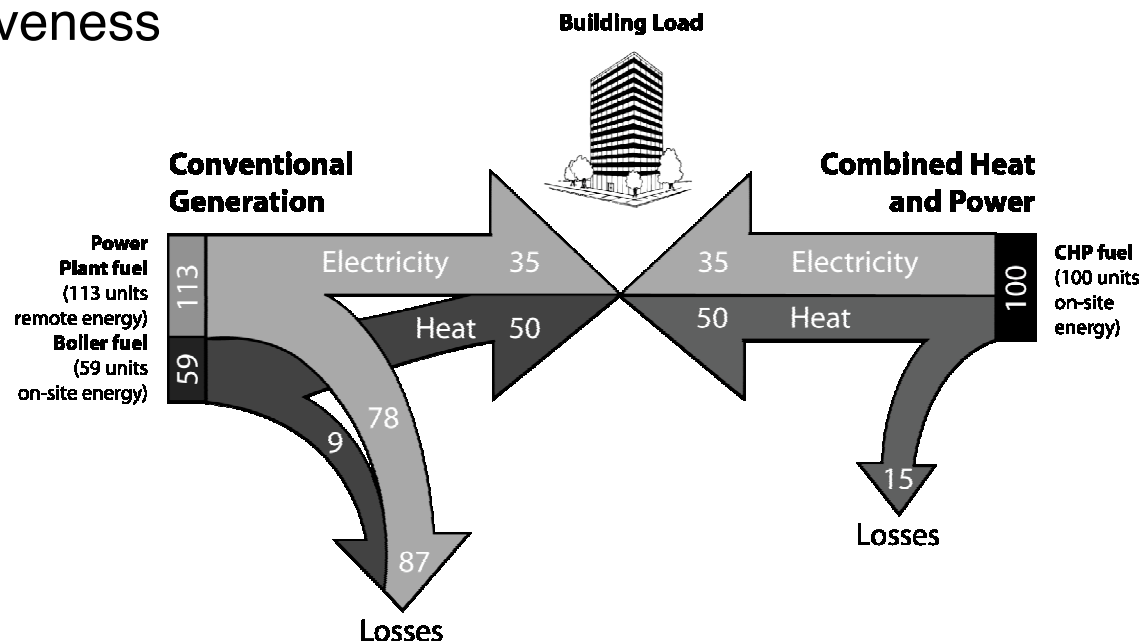 veness
Building Load
Conventional
Generation
Combined Heat
and Power
Power
Plant fuel
(113 units
remote energy)
Boiler fuel
(59 units
on-site energy)
113
59
Electricity 35
Heat 50
78
9
87
Losses
35 Electricity
50 Heat
100
CHP fuel
(100 units
on-site
energy)
15
Losses